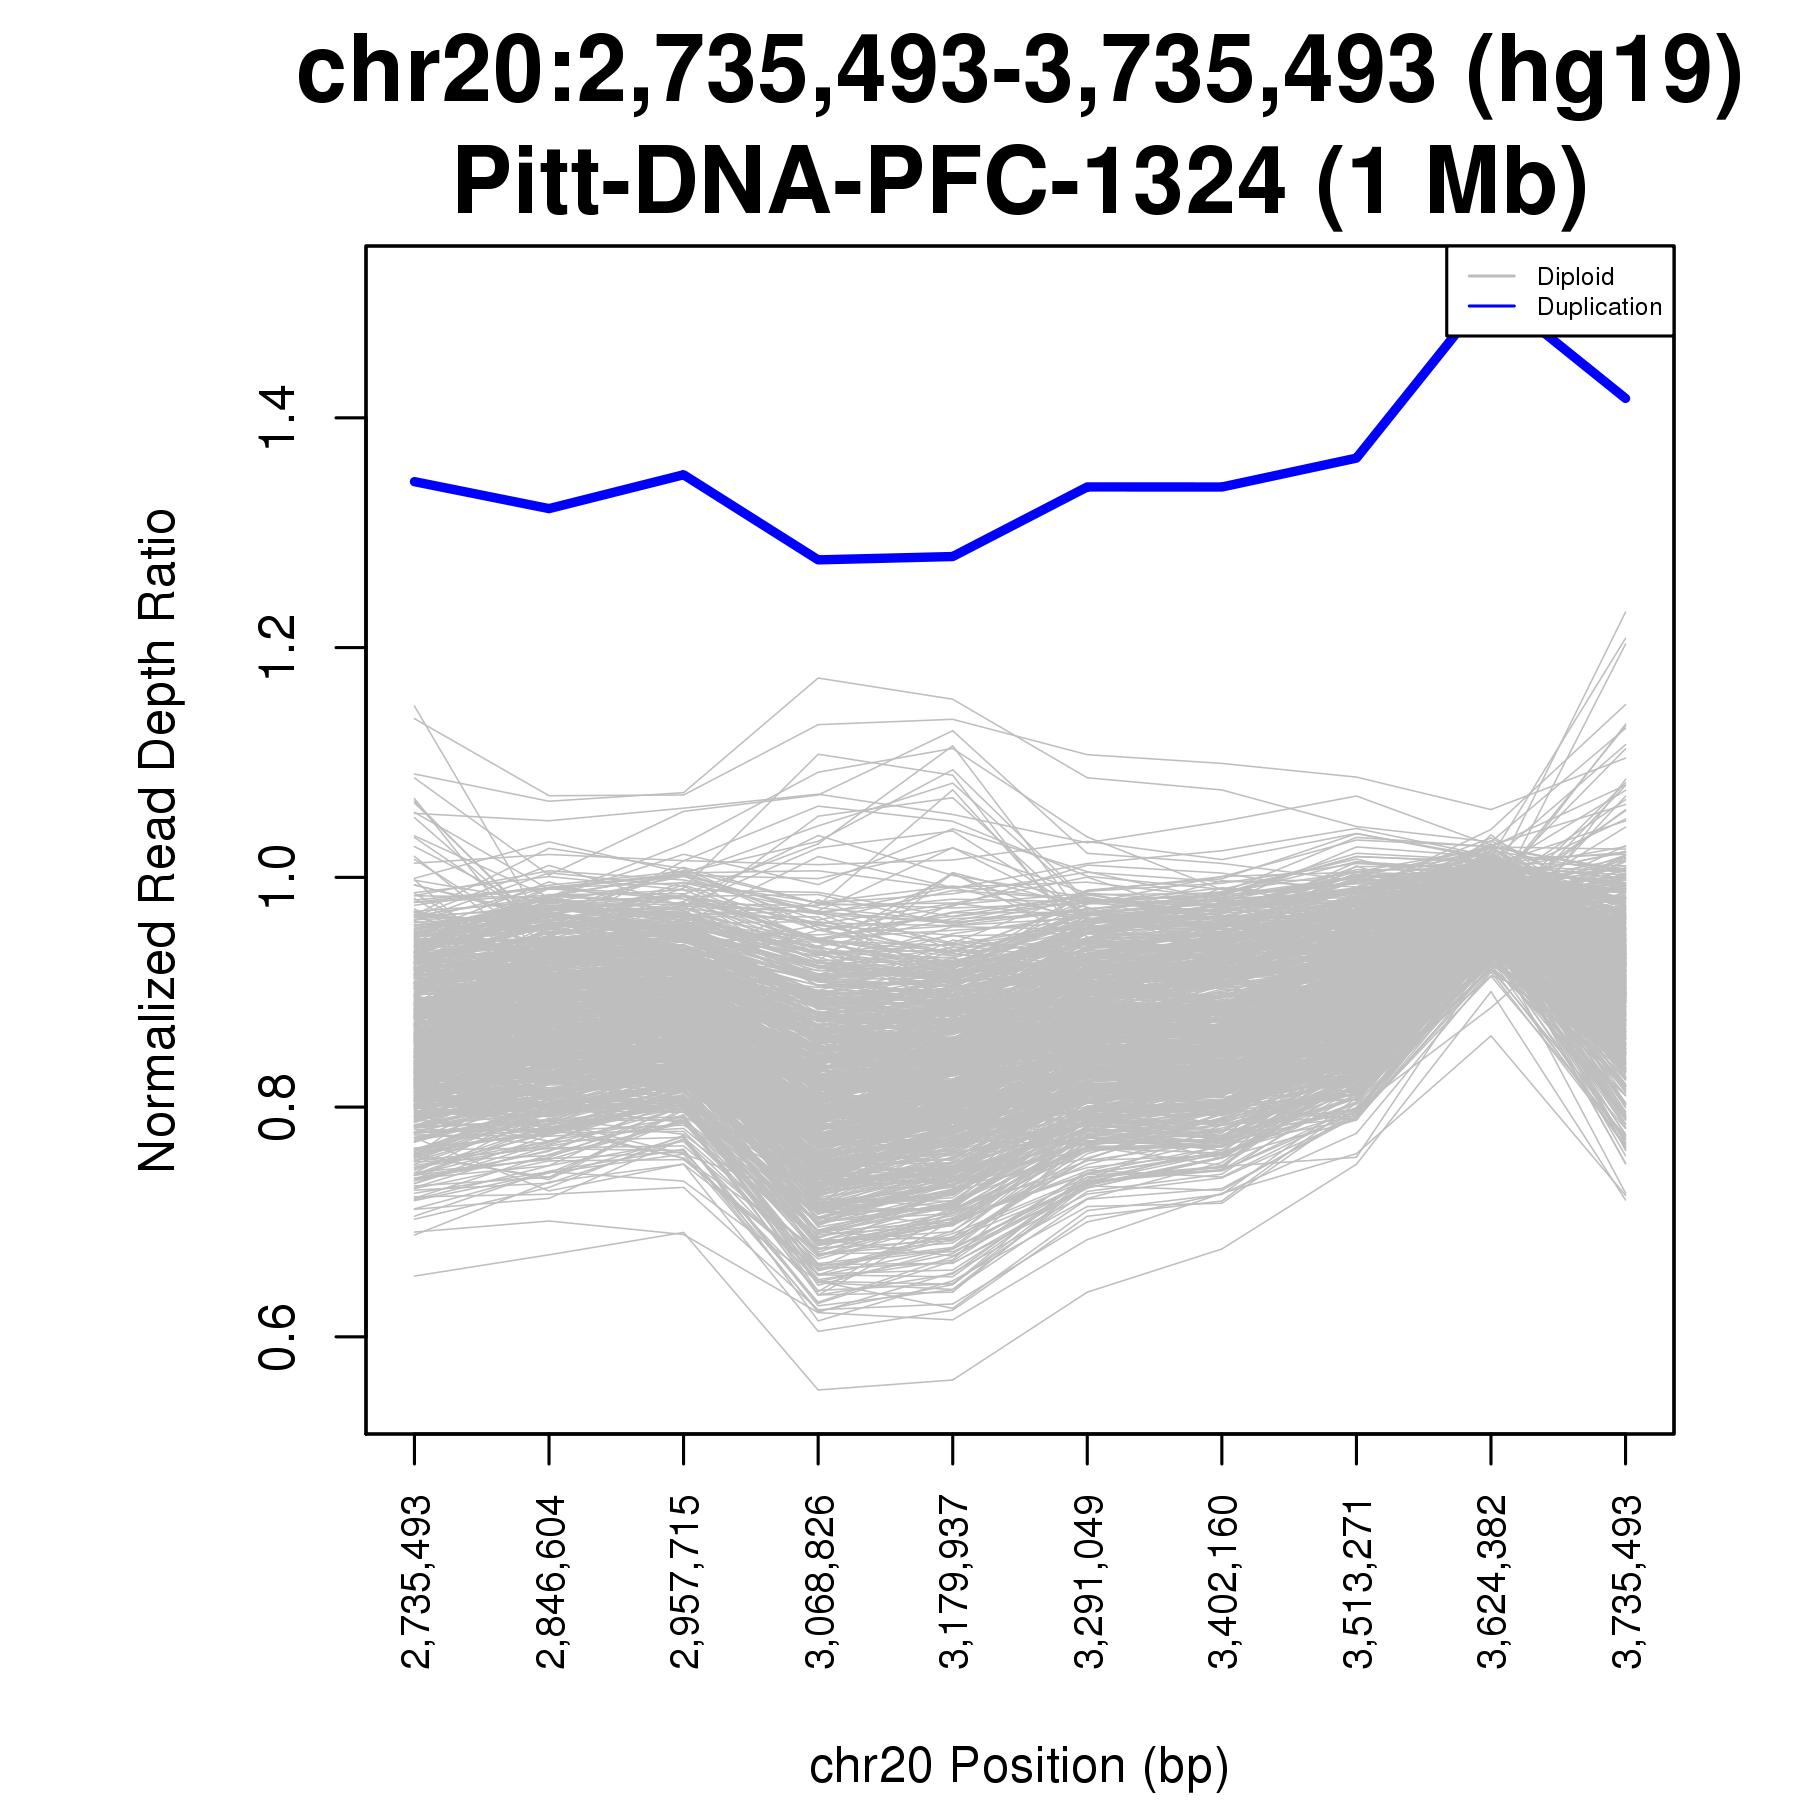 chr20:2,735,493-3,735,493 (hg19)
Pitt-DNA-PFC-1324 (1 Mb)
Diploid
Duplication
Normalized Read Depth Ratio
1.4
1.2
1.0
0.8
0.6
2,735,493
2,846,604
2,957,715
3,068,826
3,179,937
3,291,049
3,402,160
3,513,271
3,624,382
3,735,493
chr20 Position (bp)